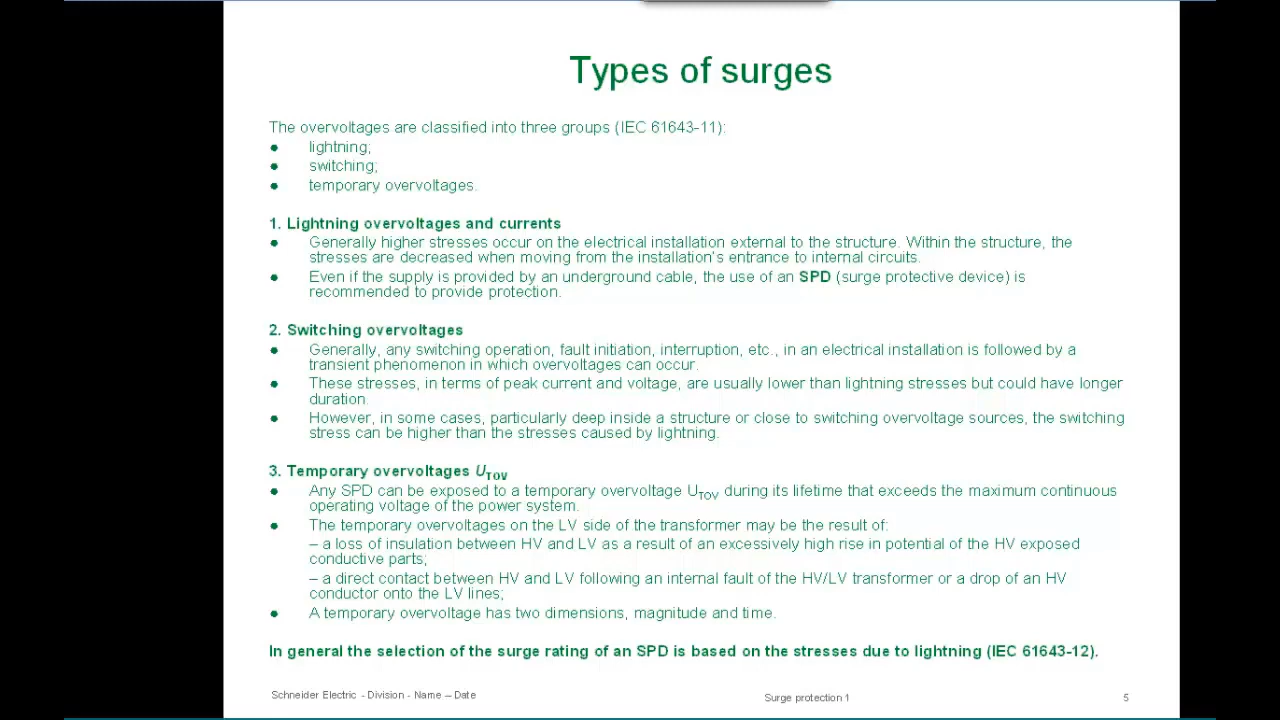 Types of surges
The overvoltages are classified into three groups (IEC 61643-11):
● lightning;
● switching;
● temporary overvoltages.
1. Lightning overvoltages and currents
● Generally higher stresses occur on the electrical installation external to the structure. Within the structure, the
stresses are decreased when moving from the installation's entrance to internal circuits.
● Even if the supply is provided by an underground cable, the use of an SPD (surge protective device) is
recommended to provide protection.
2. Switching overvoltages
● Generally, any switching operation, fault initiation, interruption, etc., in an electrical installation is followed by a
transient phenomenon in which overvoltages can occur.
● These stresses, in terms of peak current and voltage, are usually lower than lightning stresses but could have longer
duration.
● However, in some cases, particularly deep inside a structure or close to switching overvoltage sources, the switching
stress can be higher than the stresses caused by lightning.
3. Temporary overvoltages UTOV
● Any SPD can be exposed to a temporary overvoltage UTOV during its lifetime that exceeds the maximum continuous
operating voltage of the power system.
● The temporary overvoltages on the LV side of the transformer may be the result of:
– a loss of insulation between HV and LV as a result of an excessively high rise in potential of the HV exposed
conductive parts;
– a direct contact between HV and LV following an internal fault of the HV/LV transformer or a drop of an HV
conductor onto the LV lines;
● A temporary overvoltage has two dimensions, magnitude and time.
In general the selection of the surge rating of an SPD is based on the stresses due to lightning (IEC 61643-12).
Schneider Electric - Division - Name – Date
Surge protection 1
5